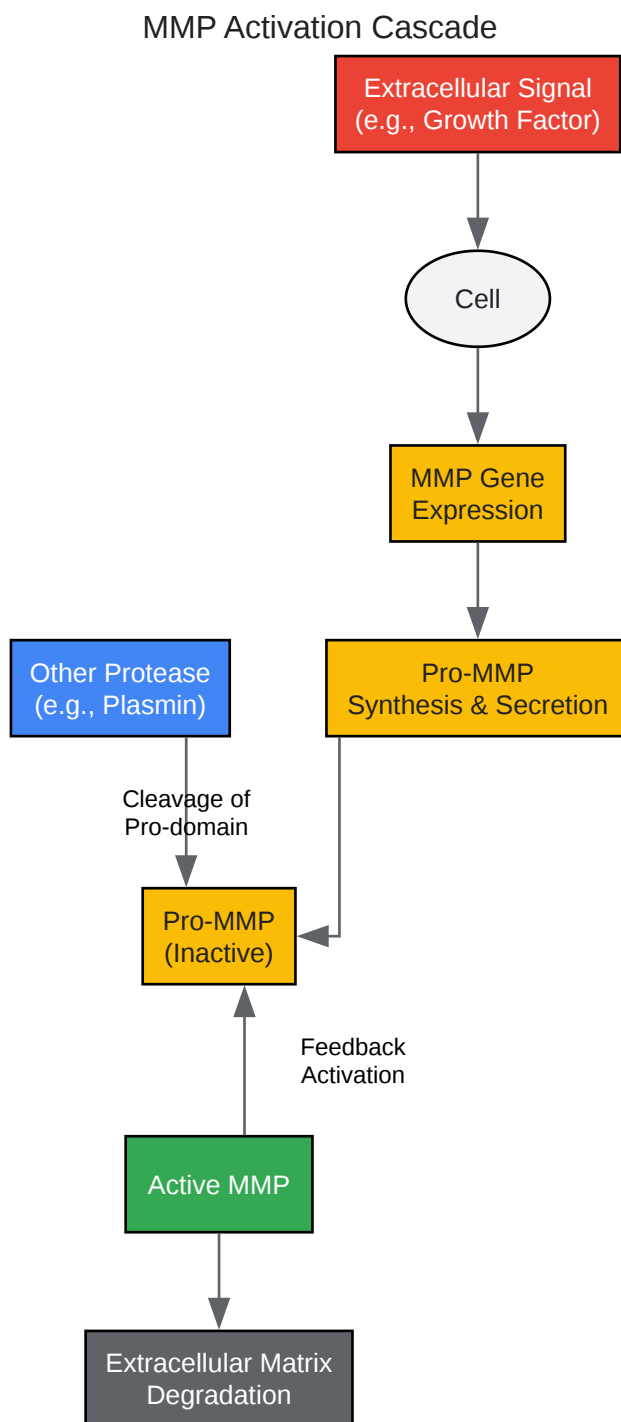 MMP Activation Cascade
Extracellular Signal
(e.g., Growth Factor)
Cell
MMP Gene
Expression
Other Protease
(e.g., Plasmin)
Pro-MMP
Synthesis & Secretion
Cleavage of
Pro-domain
Pro-MMP
(Inactive)
Feedback
Activation
Active MMP
Extracellular Matrix
Degradation